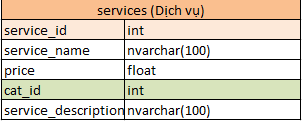 services (Dịch vụ)
service_id int
service_name nvarchar(100)
price float
cat_id int
service_description nvarchar(100)